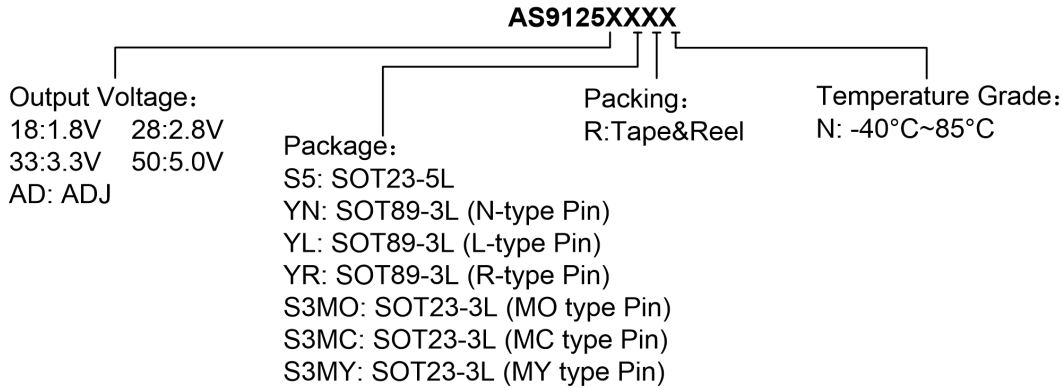 AS9125XXXX
Output Voltage：
18:1.8V 28:2.8V
33:3.3V 50:5.0V
AD: ADJ
Package：
S5: SOT23-5L
YN: SOT89-3L (N-type Pin)
YL: SOT89-3L (L-type Pin)
YR: SOT89-3L (R-type Pin)
S3MO: SOT23-3L (MO type Pin)
S3MC: SOT23-3L (MC type Pin)
S3MY: SOT23-3L (MY type Pin)
Packing：
R:Tape&Reel
Temperature Grade：
N: -40°C~85°C